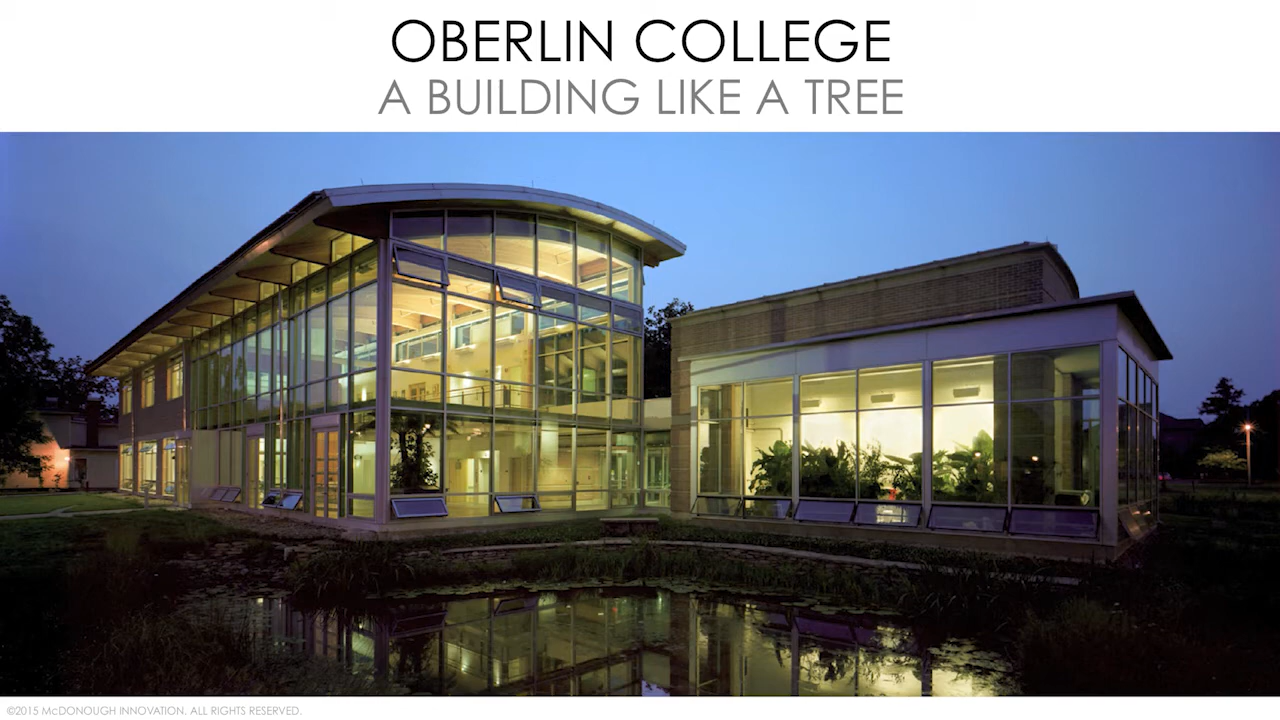 OBERLIN COLLEGE
A BUILDING LIKE A TREE
©2015 McDONOUGH INNOVATION. ALL RIGHTS RESERVED.